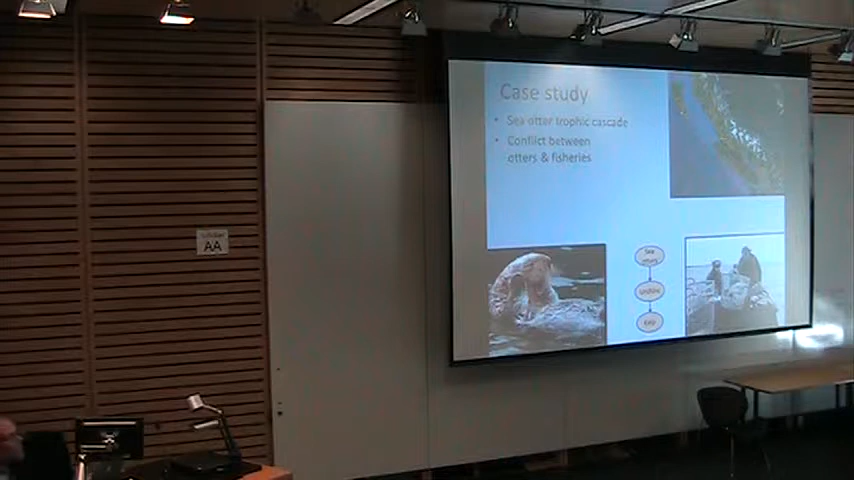 Case study
• Sea otter trophic cascade
• Conflict between
otters & fisheries
Sea
otters
Urchins
Kelp
AA